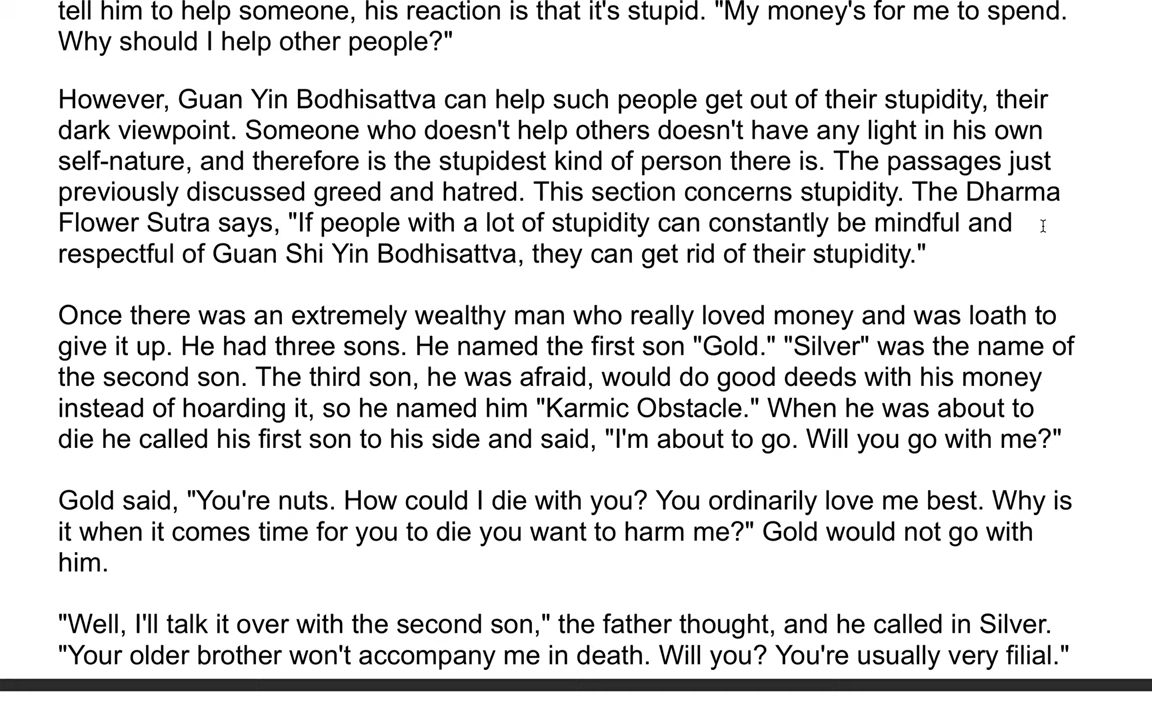 tell him to help someone, his reaction is that it's stupid. "My money's for me to spend.
Why should I help other people?"
However, Guan Yin Bodhisattva can help such people get out of their stupidity, their
dark viewpoint. Someone who doesn't help others doesn't have any light in his own
self-nature, and therefore is the stupidest kind of person there is. The passages just
previously discussed greed and hatred. This section concerns stupidity. The Dharma
Flower Sutra says, "If people with a lot of stupidity can constantly be mindful and
respectful of Guan Shi Yin Bodhisattva, they can get rid of their stupidity."
Once there was an extremely wealthy man who really loved money and was loath to
give it up. He had three sons. He named the first son "Gold." "Silver" was the name of
the second son. The third son, he was afraid, would do good deeds with his money
instead of hoarding it, so he named him "Karmic Obstacle." When he was about to
die he called his first son to his side and said, "I'm about to go. Will you go with me?"
Gold said, "You're nuts. How could I die with you? You ordinarily love me best. Why is
it when it comes time for you to die you want to harm me?" Gold would not go with
him.
"Well, I'll talk it over with the second son," the father thought, and he called in Silver.
"Your older brother won't accompany me in death. Will you? You're usually very filial."